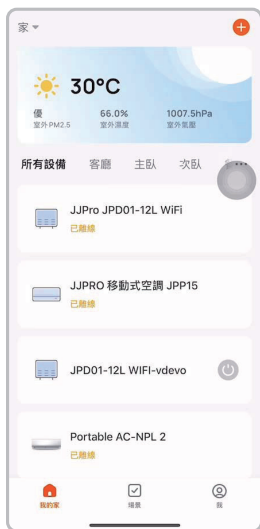 家
30°C
優 66.0% 1007.5hPa
室外PM2.5 室外濕度 室外氣壓
所有設備 客廳 主臥 次臥
JJPro JPD01-12L WiFi
已離線
JJPRO 移動式空調 JPP15
已離線
JPD01-12L WIFI-vdevo
Portable AC-NPL 2
已離線
我的家 場景 我